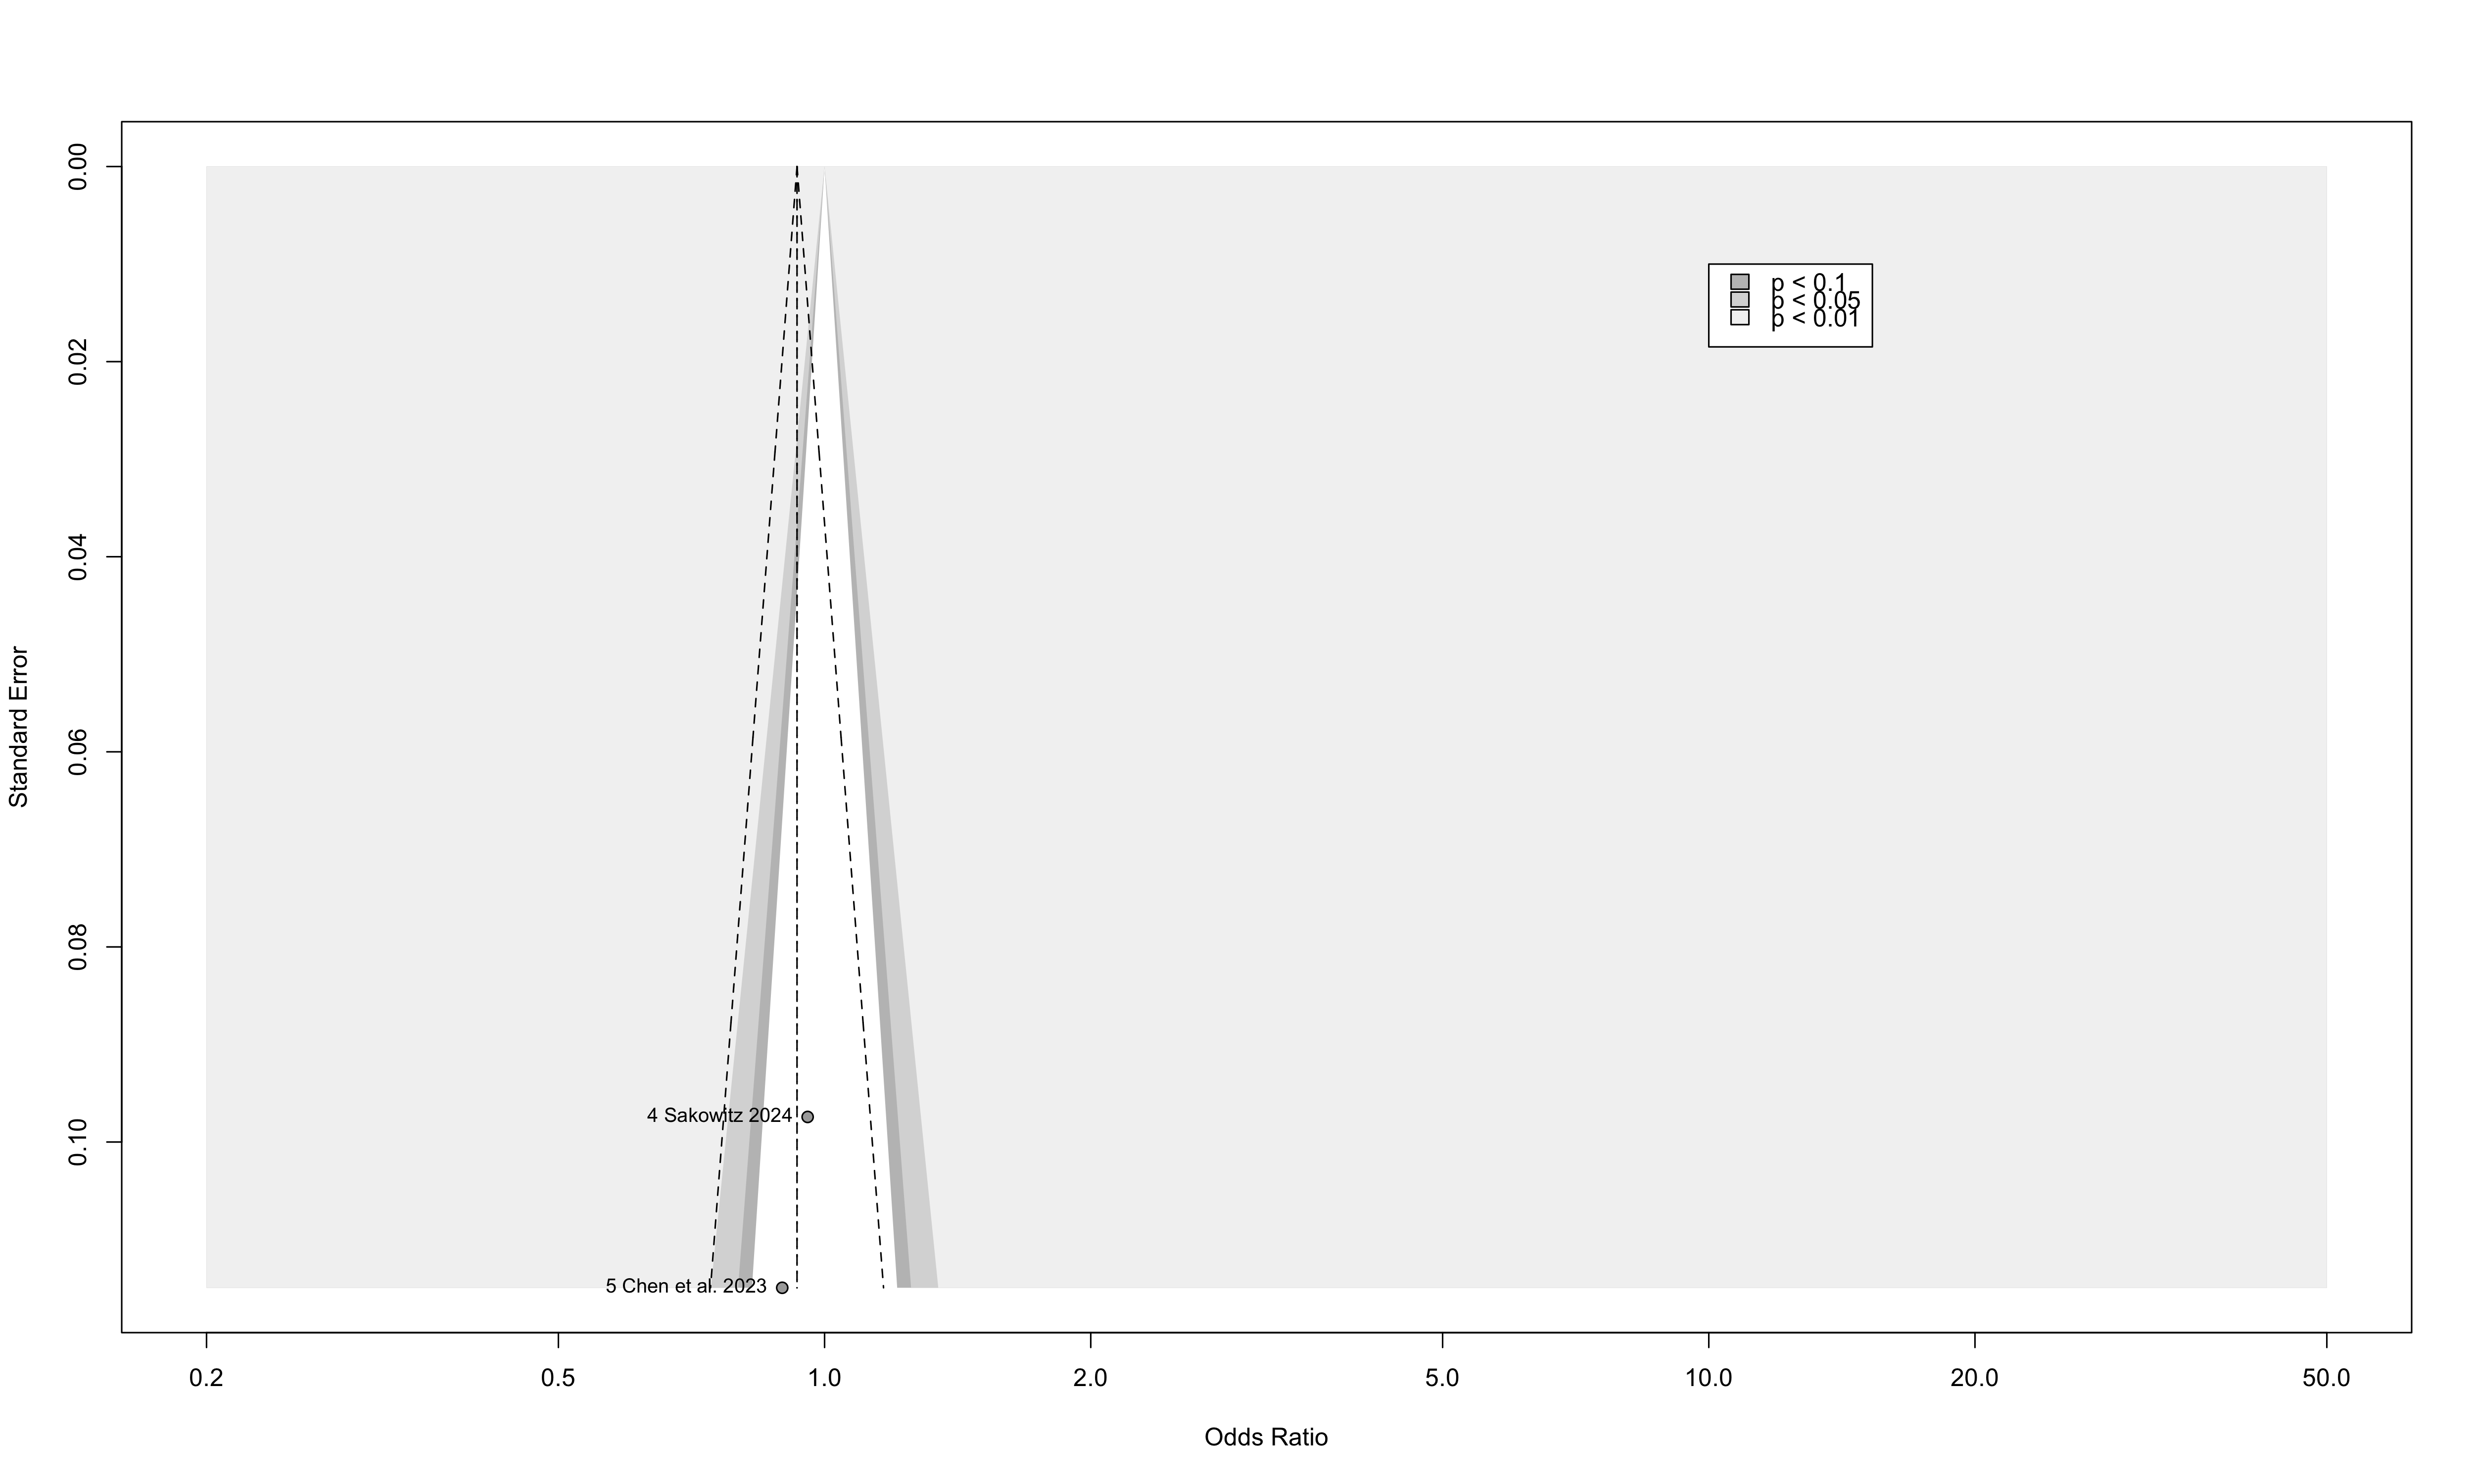 0.00
0.02
0.04
0.06
0.08
0.10
Standard Error
p < 0.1
p < 0.05
p < 0.01
4 Sakowitz 2024
5 Chen et al. 2023
0.2 0.5 1.0 2.0 5.0 10.0 20.0 50.0
Odds Ratio